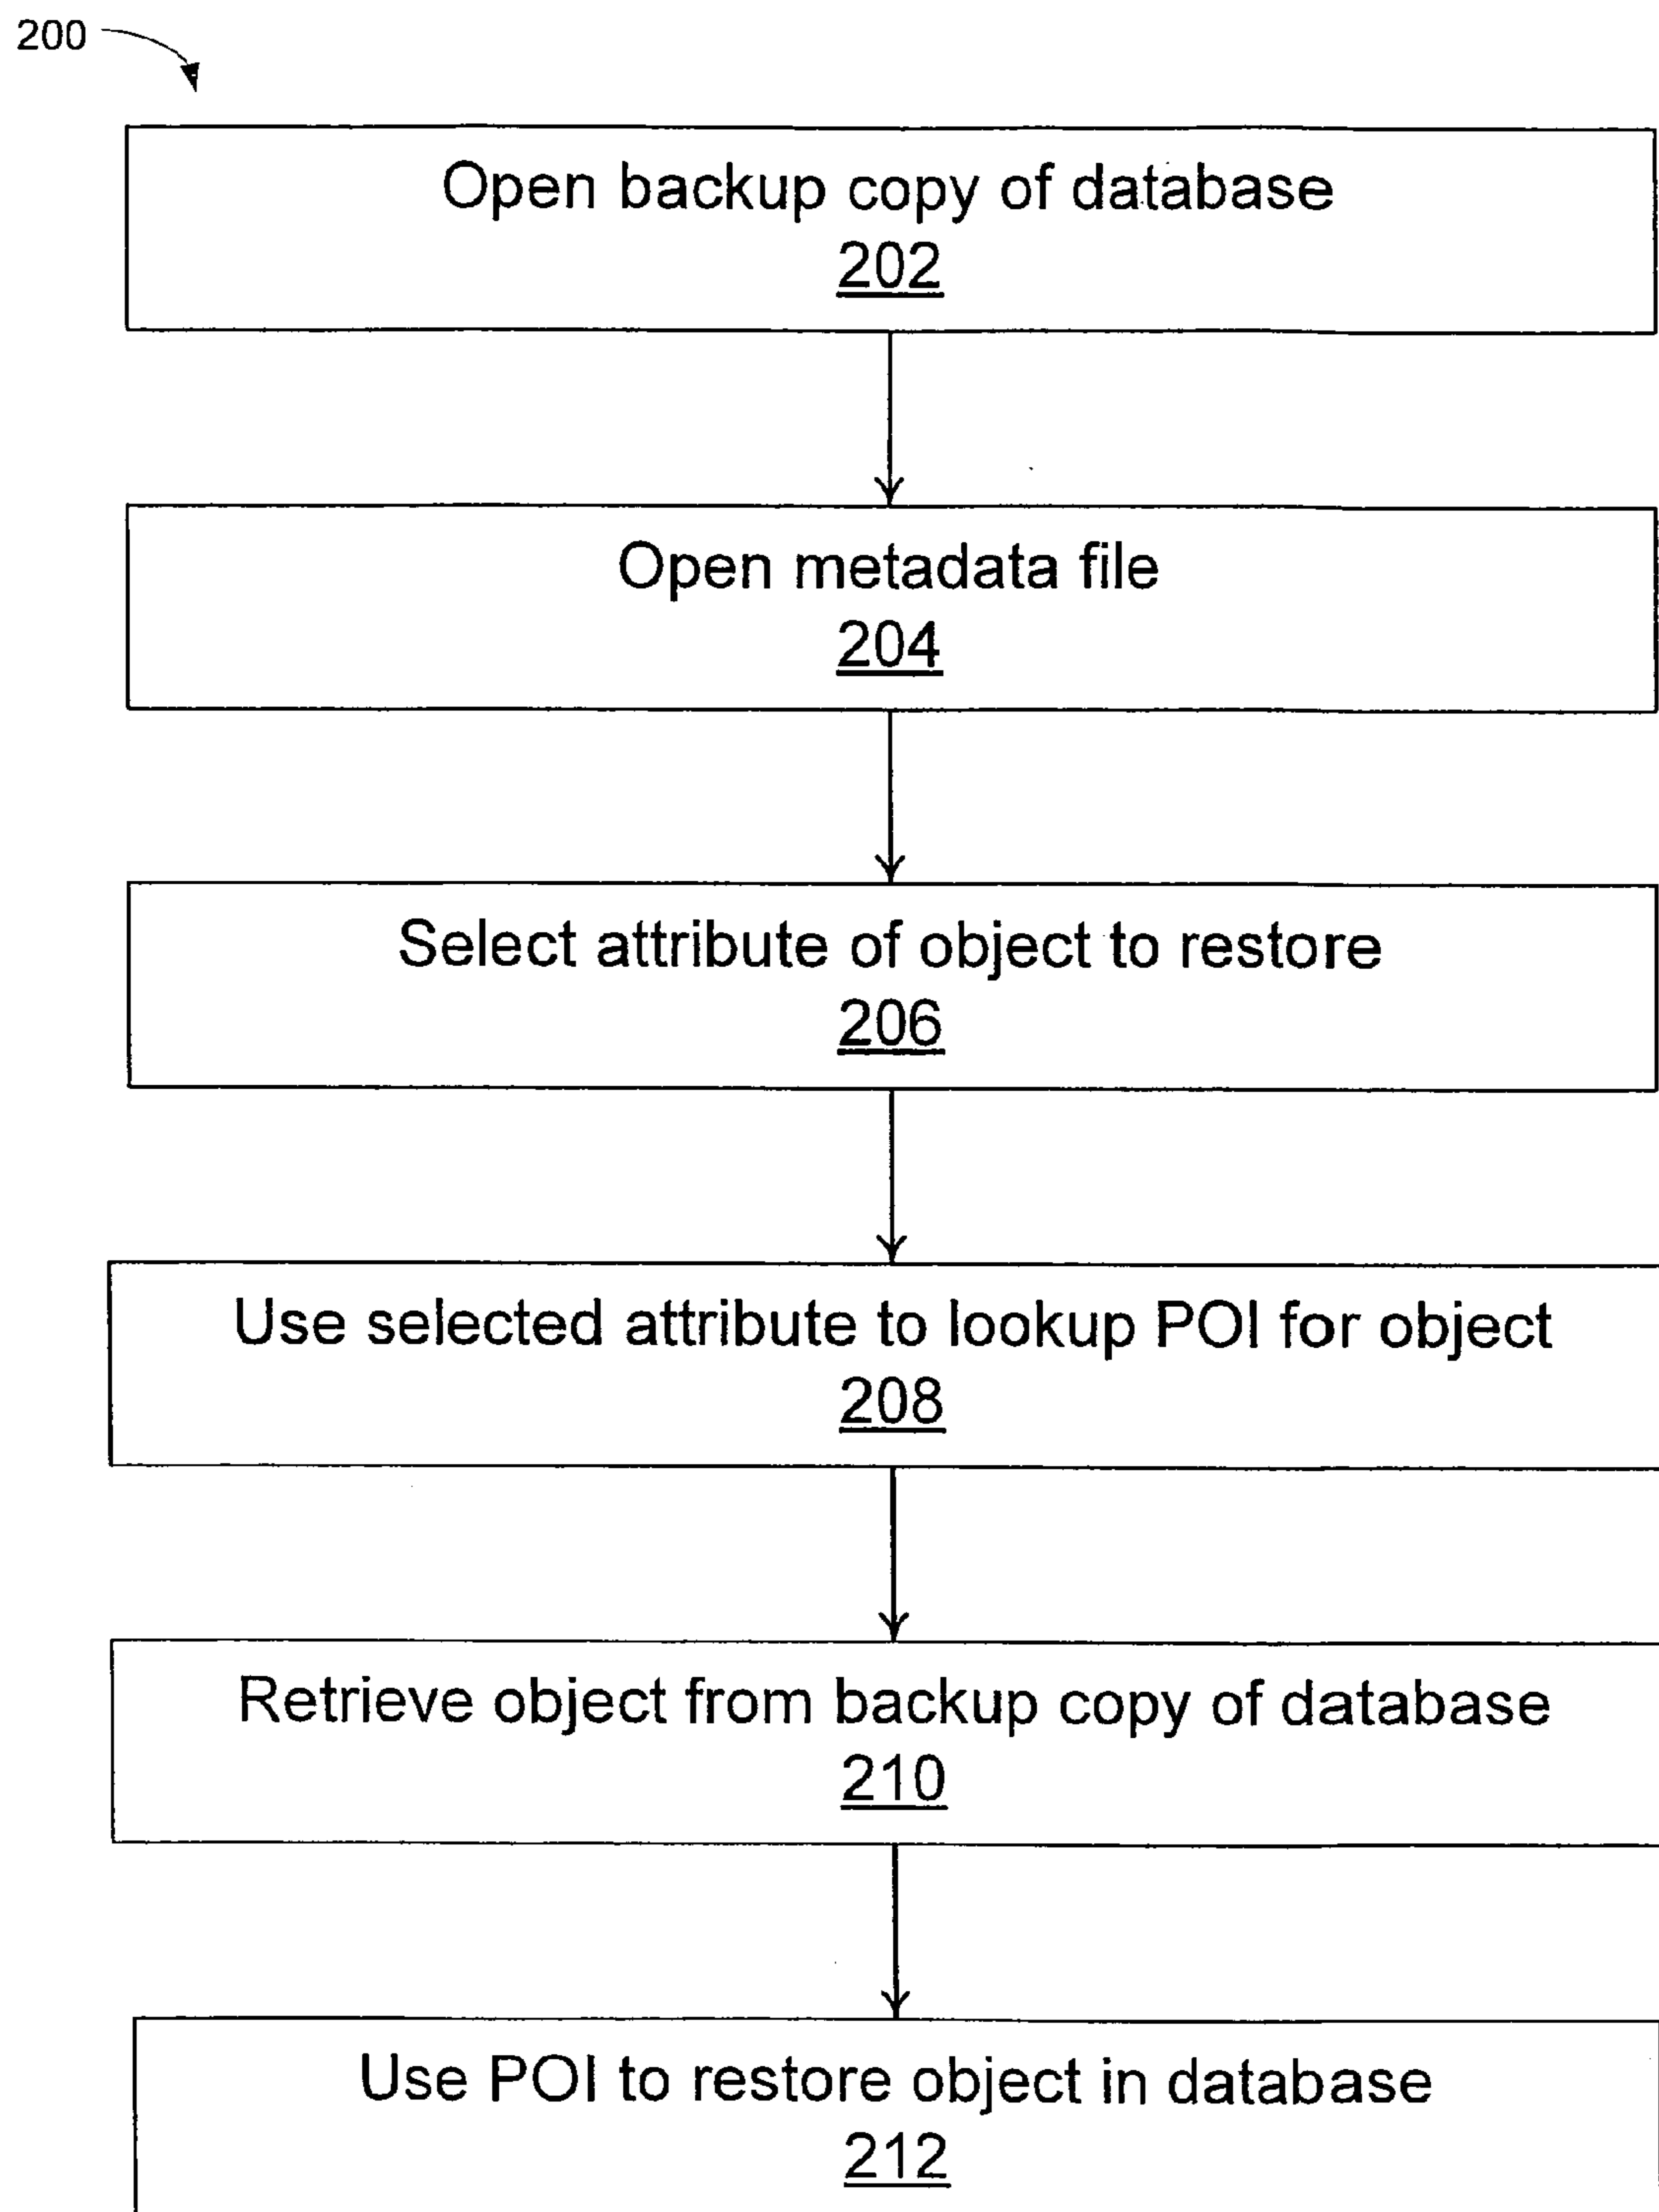 200
Open backup copy of database
202
Open metadata file
204
Select attribute of object to restore
206
Use selected attribute to lookup POI for object
208
Retrieve object from backup copy of database
210
Use POI to restore object in database
212